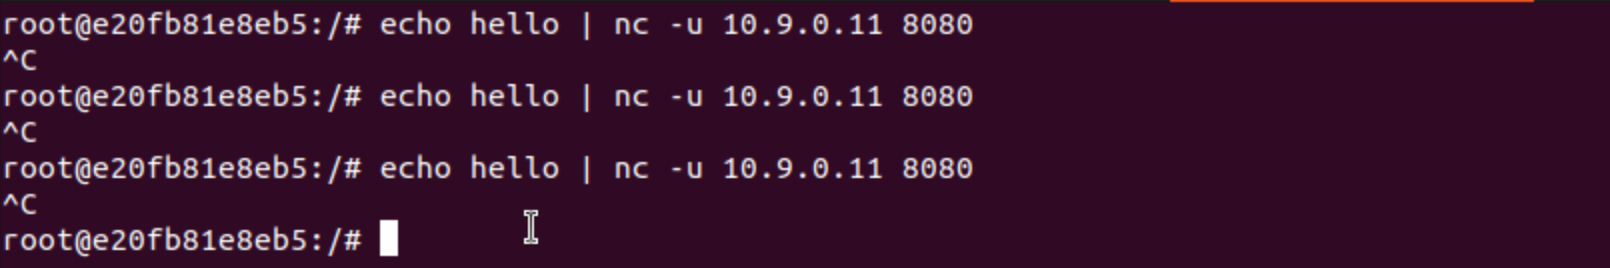 root@e20fb81e8eb5:/# echo hello | nc -u 10.9.0.11 8080
^C
root@e20fb81e8eb5:/# echo hello | nc -u 10.9.0.11 8080
^C
root@e20fb81e8eb5:/# echo hello | nc -u 10.9.0.11 8080
^C
root@e20fb81e8eb5:/#